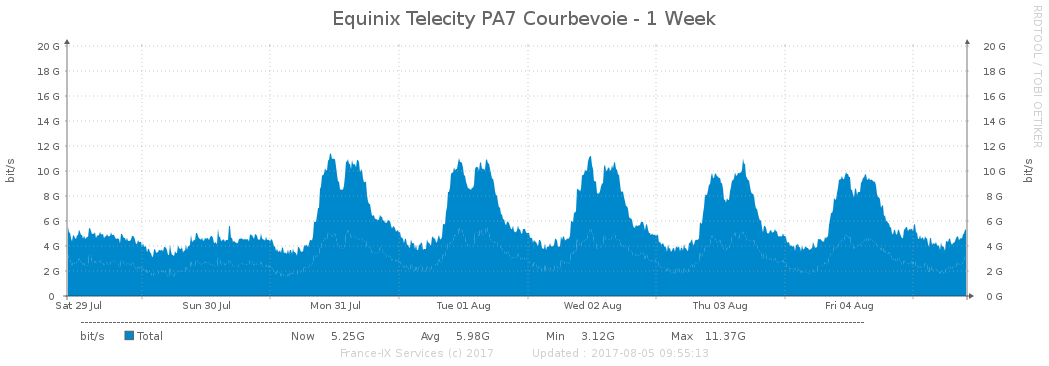 Equinix Telecity PA7 Courbevoie - 1 Week
RRDTOOL / TOBI OETIKER
20 G 20 G
18 G 18 G
16 G 16 G
14 G 14 G
12 G 12 G
10 G 10 G
8 G 8 G
6 G 6 G
4 G 4 G
2 G 2 G
0 0 G
bit/s
bit/s
Sat 29 Jul Sun 30 Jul Mon 31 Jul Tue 01 Aug Wed 02 Aug Thu 03 Aug Fri 04 Aug
bit/s Total Now 5.25G Avg 5.98G Min 3.12G Max 11.37G
France-IX Services (c) 2017 Updated : 2017-08-05 09:55:13